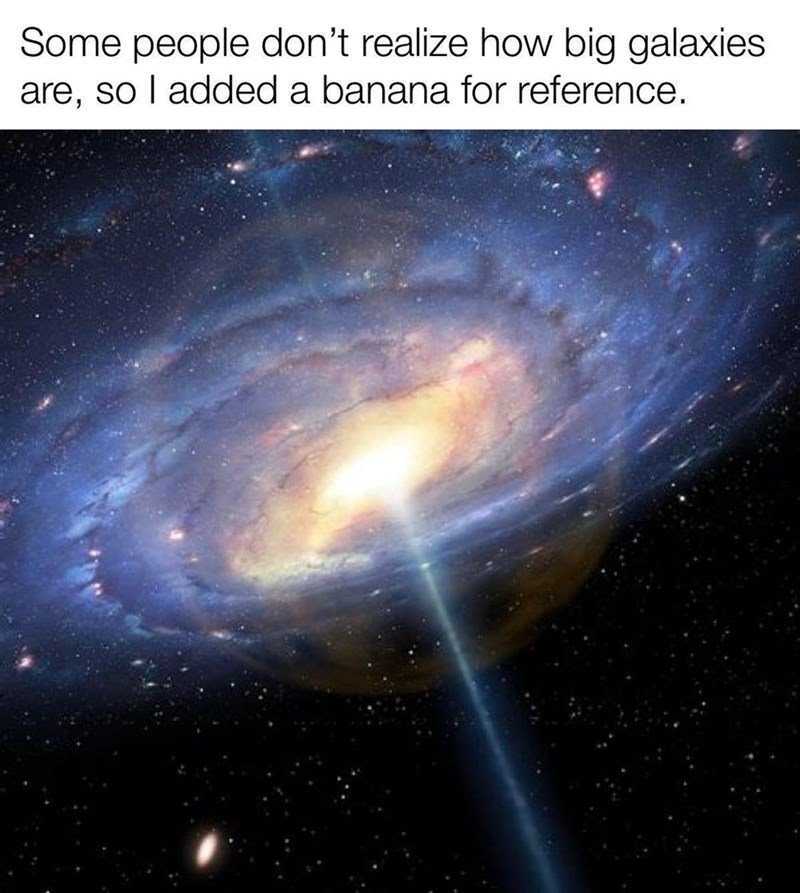 Some people don’t realize how big galaxies
are, so I added a banana for reference.